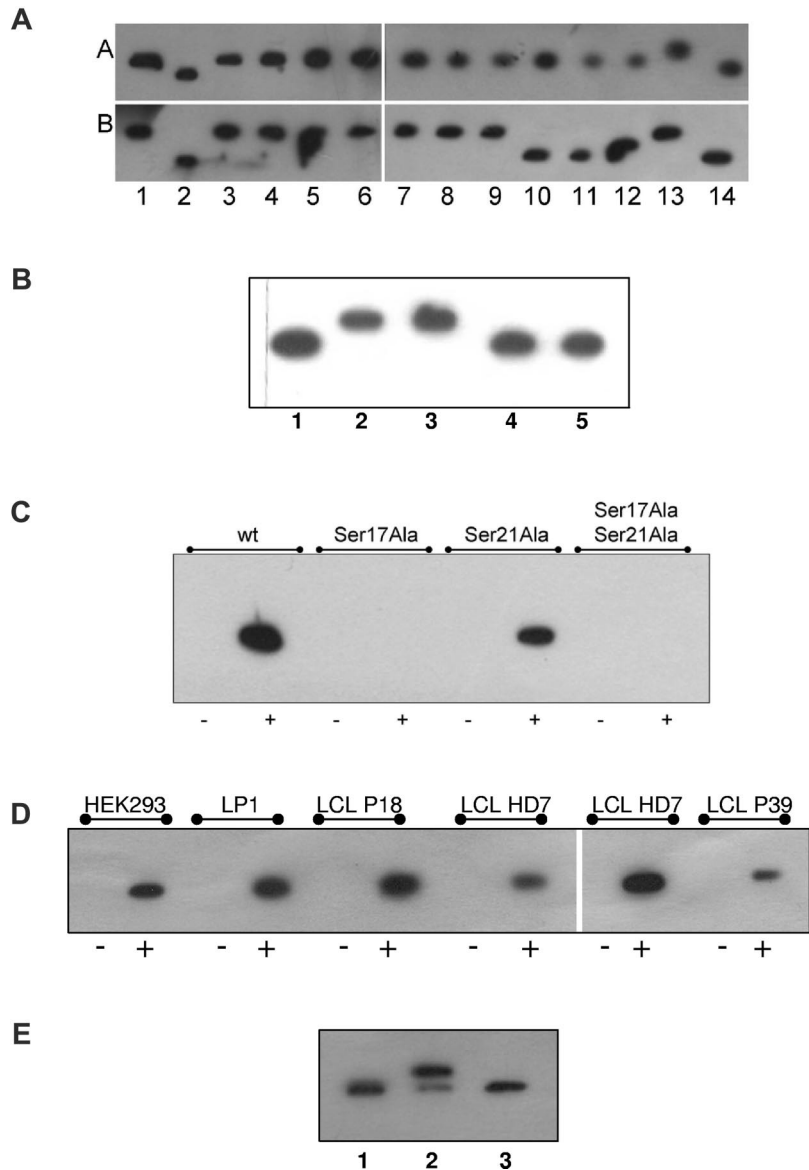 A
A
B
1 2 3 4 5 6 7 8 9 10 11 12 13 14
B
1 2 3 4 5
C
wt Ser17Ala Ser21Ala Ser17Ala
Ser21Ala
- + - + - + - +
D
HEK293 LP1 LCL P18 LCL HD7 LCL HD7 LCL P39
- + - + - + - + - + - +
E
1 2 3